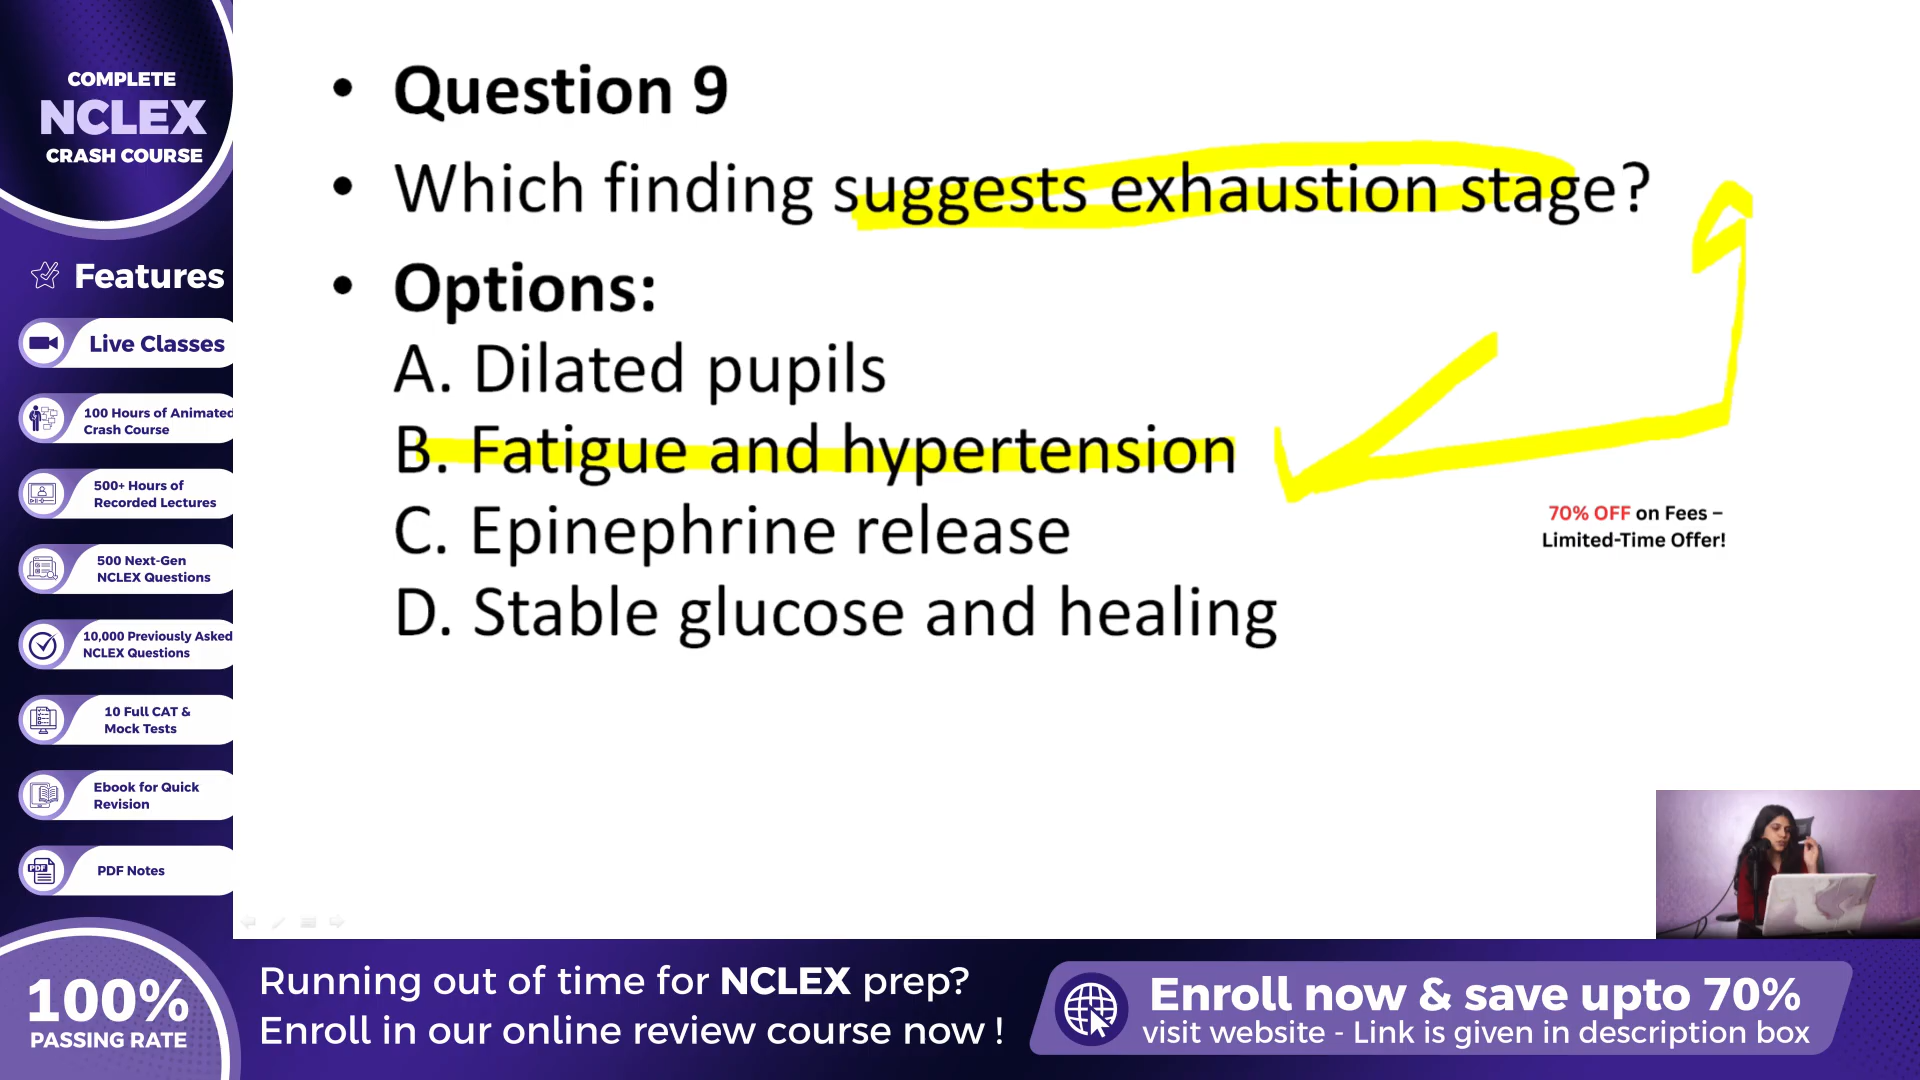 COMPLETE
NCLEX
CRASH COURSE
Features
Live Classes
100 Hours of Animated
Crash Course
500+ Hours of
Recorded Lectures
500 Next-Gen
NCLEX Questions
10,000 Previously Asked
NCLEX Questions
10 Full CAT &
Mock Tests
Ebook for Quick
Revision
PDF
PDF Notes
100%
PASSING RATE
• Question 9
• Which finding suggests exhaustion stage?
• Options:
A. Dilated pupils
B. Fatigue and hypertension
C. Epinephrine release
D. Stable glucose and healing
70% OFF on Fees –
Limited-Time Offer!
Running out of time for NCLEX prep?
Enroll in our online review course now !
Enroll now & save upto 70%
visit website - Link is given in description box